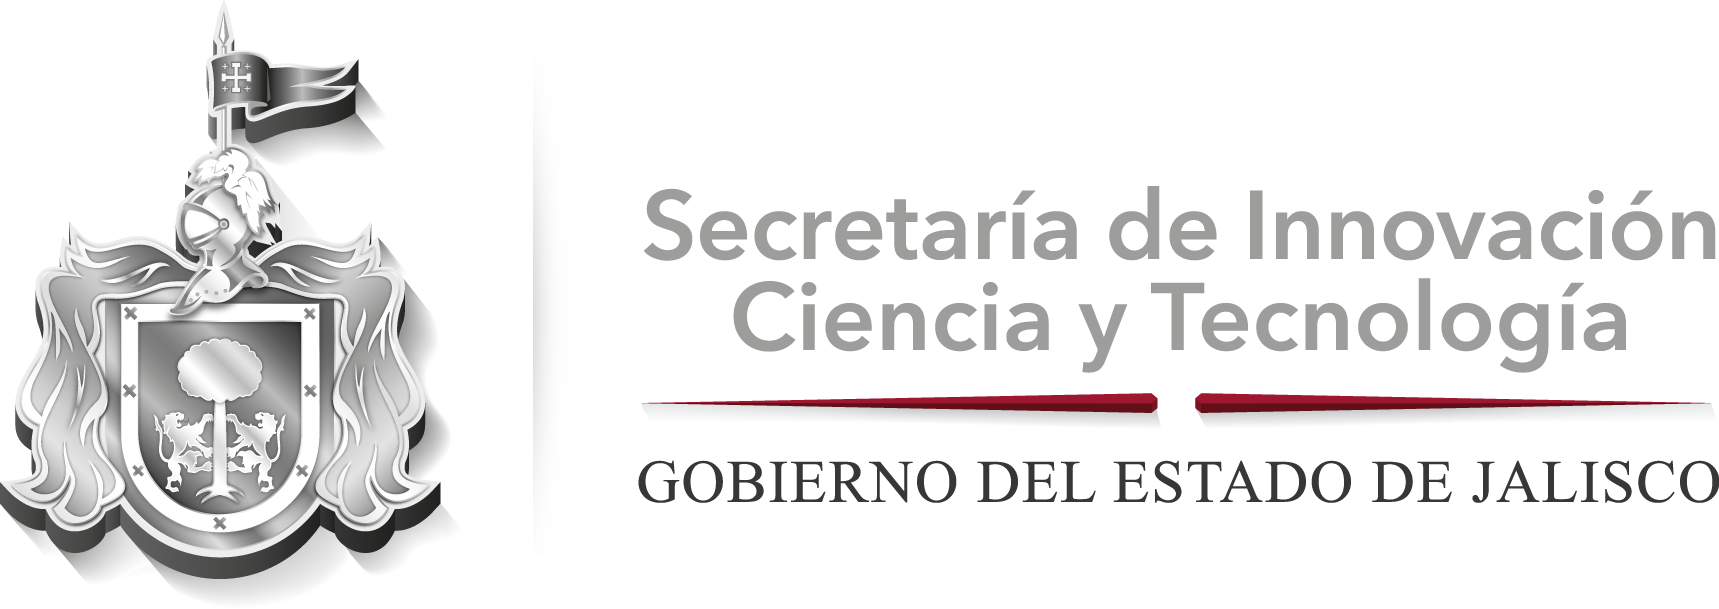 Secretaría de Innovación
Ciencia y Tecnología
GOBIERNO DEL ESTADO DE JALISCO